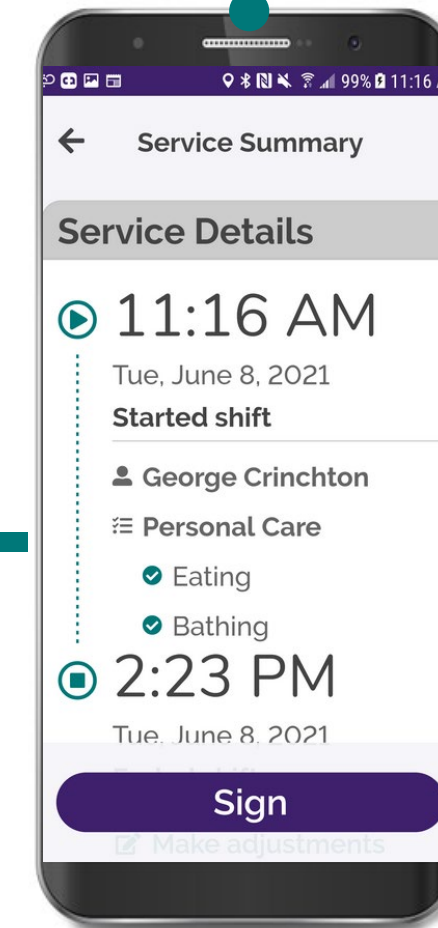 99% 11:16
Service Summary
Service Details
11:16 AM
Tue, June 8, 2021
Started shift
George Crinchton
Personal Care
Eating
Bathing
2:23 PM
Tue, June 8, 2021
Sign
Make adjustments